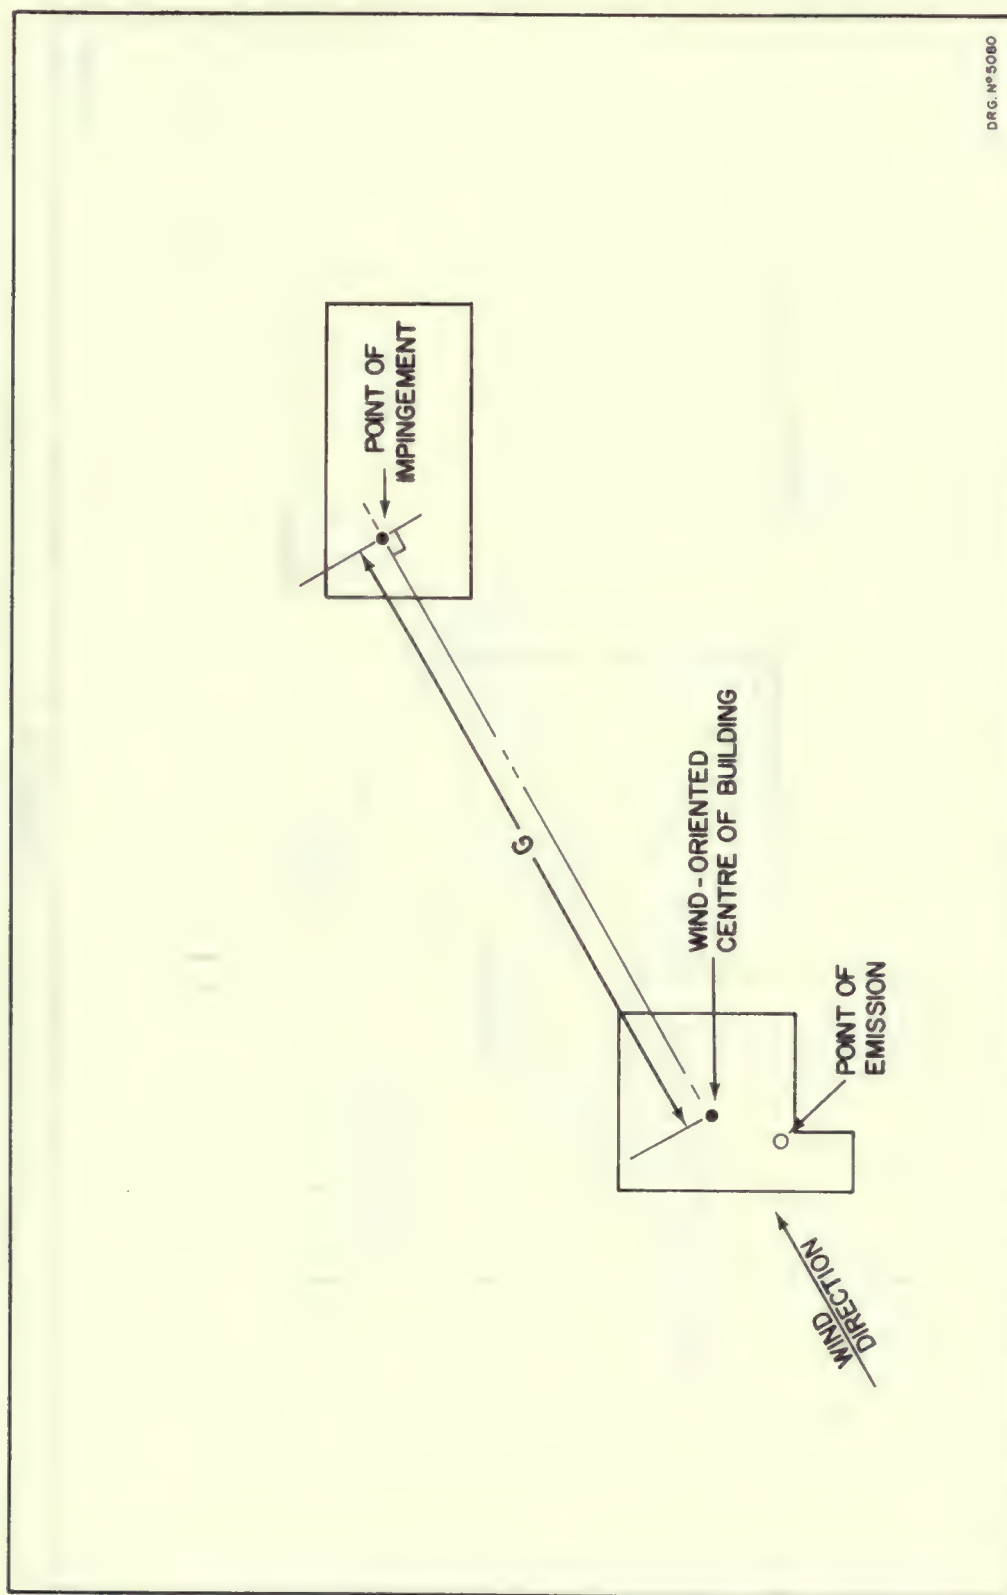 POINT OF
IMPINGEMENT
G
WIND-ORIENTED
CENTRE OF BUILDING
POINT OF
EMISSION
WIND
DIRECTION
DRG. Nº 5080